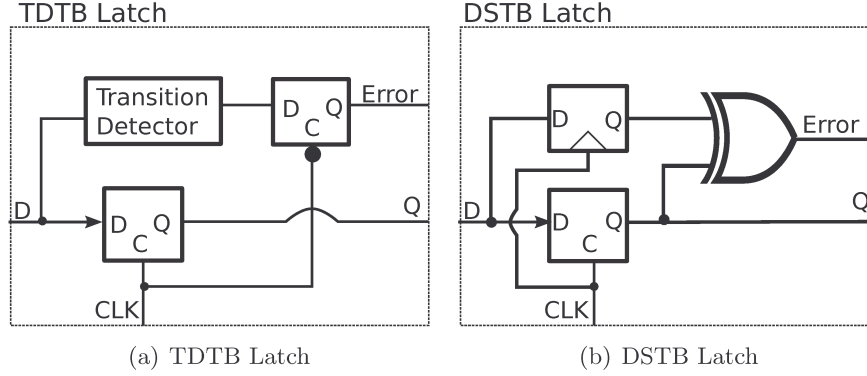 TDTB Latch
Transition
Detector
D
Q
C
Error
D
D
Q
C
Q
CLK
(a) TDTB Latch
DSTB Latch
D
Q
Error
D
D
Q
C
Q
CLK
(b) DSTB Latch